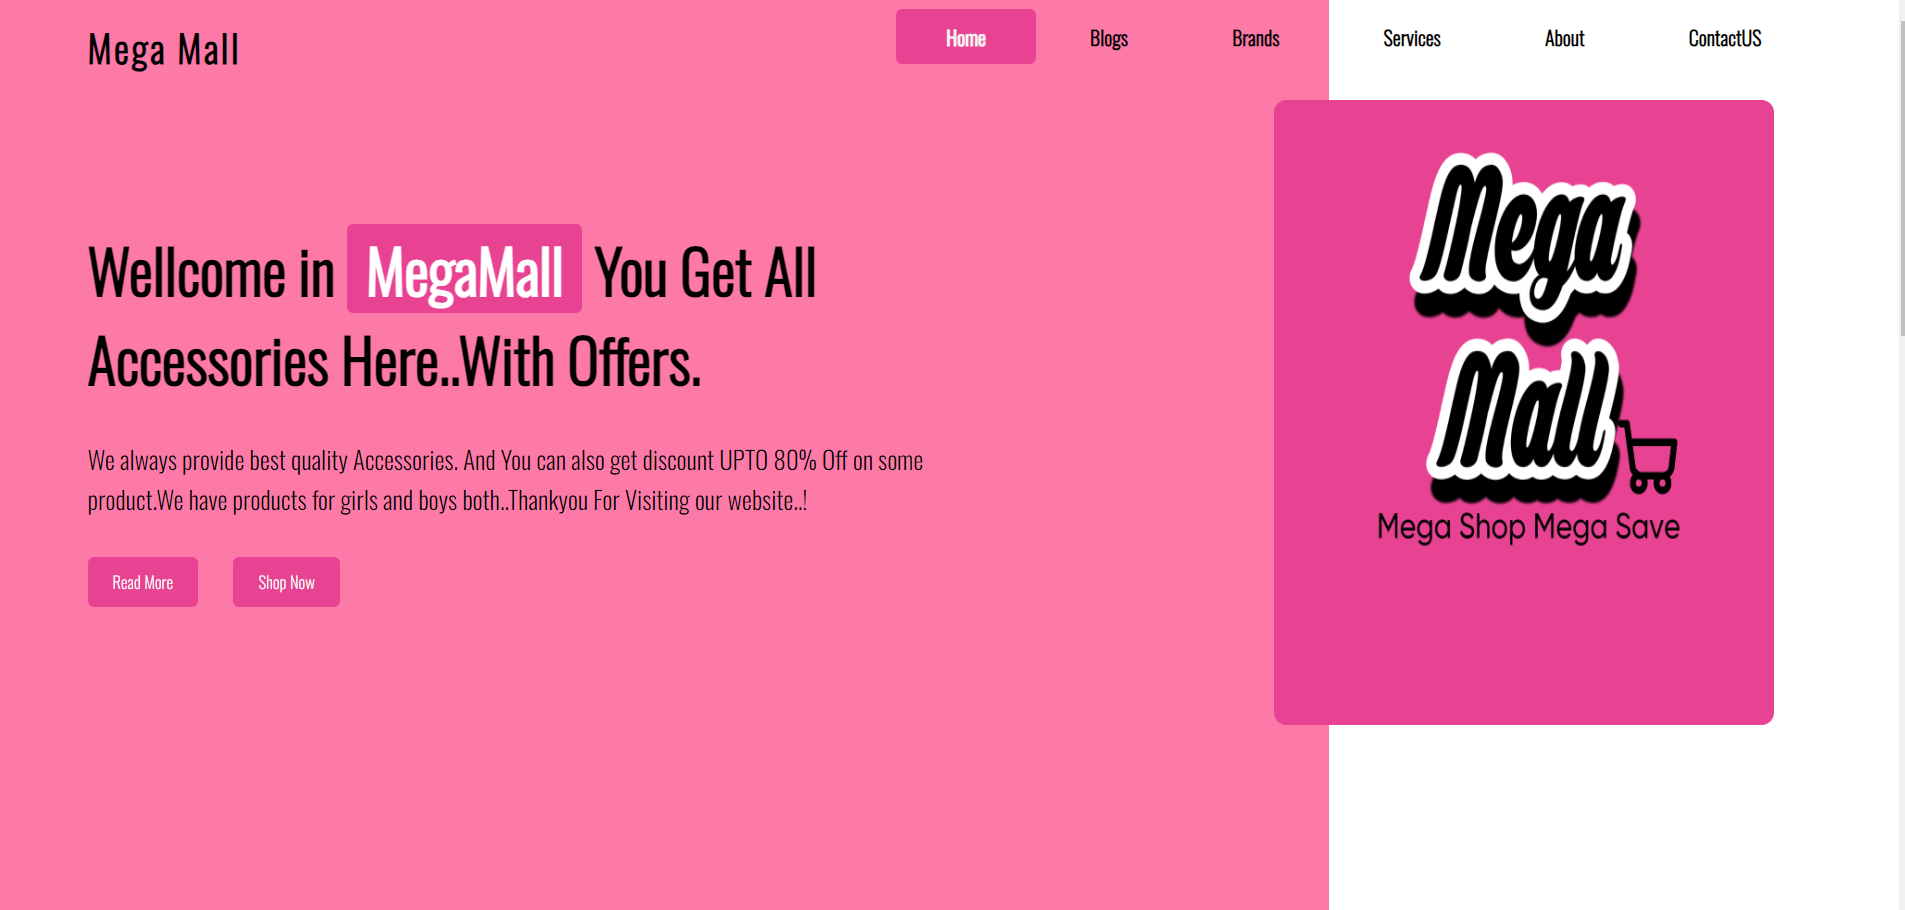 Mega Mall
Home Blogs Brands Services About ContactUS
Wellcome in MegaMall You Get All
Accessories Here..With Offers.
We always provide best quality Accessories. And You can also get discount UPTO 80% Off on some
product.We have products for girls and boys both..Thankyou For Visiting our website..!
Read More Shop Now
Mega
Mall
Mega Shop Mega Save